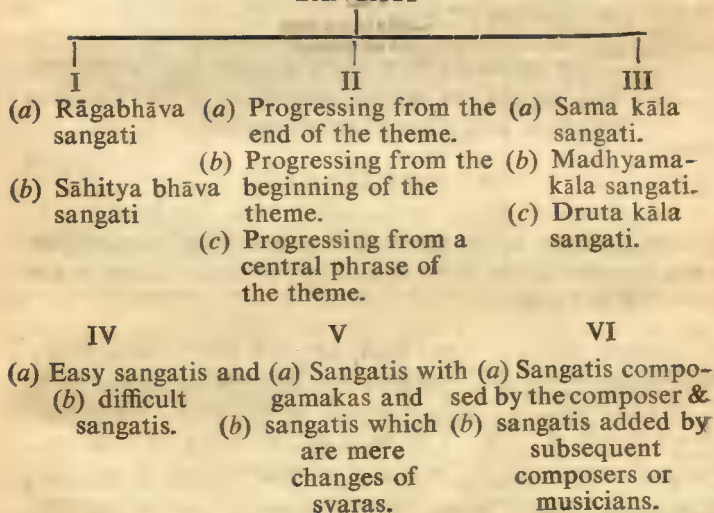 I
(a) Rāgabhāva
sangati
(b) Sāhitya bhāva
sangati
II
(a) Progressing from the
end of the theme.
(b) Progressing from the
beginning of the
theme.
(c) Progressing from a
central phrase of
the theme.
III
(a) Sama kāla
sangati.
(b) Madhyama-
kāla sangati.
(c) Druta kāla
sangati.
IV
(a) Easy sangatis and
(b) difficult
sangatis.
V
(a) Sangatis with
gamakas and
(b) sangatis which
are mere
changes of
svaras.
VI
(a) Sangatis compo-
sed by the composer &
(b) sangatis added by
subsequent
composers or
musicians.